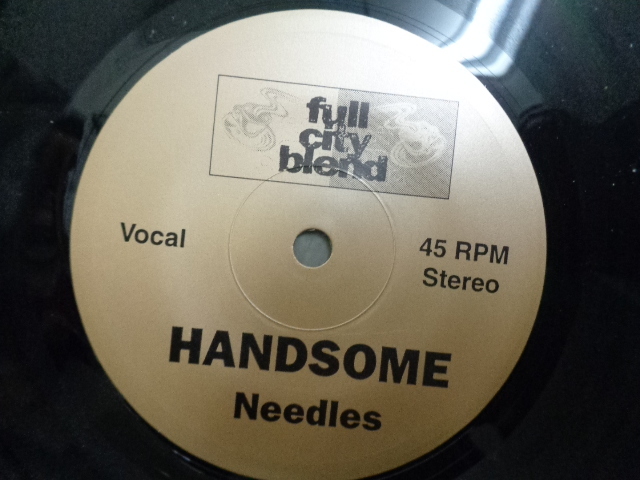 full
city
blend
Vocal
45 RPM
Stereo
HANDSOME
Needles